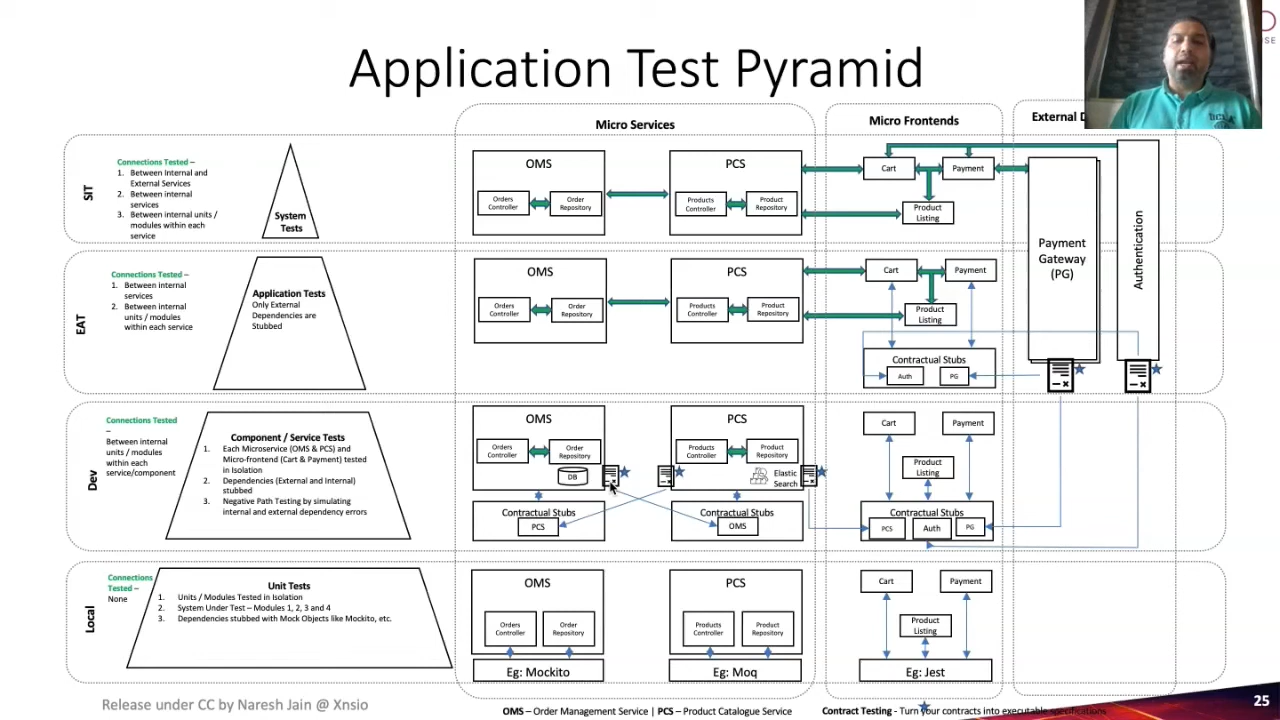 Application Test Pyramid
Micro Services
Micro Frontends
External D
SIT
Connections Tested –
1. Between Internal and
External Services
2. Between internal
services
3. Between internal units /
modules within each
service
System
Tests
OMS
Orders
Controller
Order
Repository
PCS
Products
Controller
Product
Repository
Cart
Payment
Product
Listing
Payment
Gateway
(PG)
Authentication
EAT
Connections Tested –
1. Between internal
services
2. Between internal
units / modules
within each service
Application Tests
Only External
Dependencies are
Stubbed
OMS
Orders
Controller
Order
Repository
PCS
Products
Controller
Product
Repository
Cart
Payment
Product
Listing
Contractual Stubs
Auth
PG
Dev
Connections Tested
–
Between internal
units / modules
within each
service/component
Component / Service Tests
1. Each Microservice (OMS & PCS) and
Micro-frontend (Cart & Payment) tested
in Isolation
2. Dependencies (External and Internal)
stubbed
3. Negative Path Testing by simulating
internal and external dependency errors
OMS
Orders
Controller
Order
Repository
DB
Contractual Stubs
PCS
PCS
Products
Controller
Product
Repository
Elastic
Search
Contractual Stubs
OMS
Cart
Payment
Product
Listing
Contractual Stubs
PCS
Auth
PG
Local
Connections
Tested –
None
Unit Tests
1. Units / Modules Tested in Isolation
2. System Under Test – Modules 1, 2, 3 and 4
3. Dependencies stubbed with Mock Objects like Mockito, etc.
OMS
Orders
Controller
Order
Repository
Eg: Mockito
PCS
Products
Controller
Product
Repository
Eg: Moq
Cart
Payment
Product
Listing
Eg: Jest
Release under CC by Naresh Jain @ Xnsio
OMS – Order Management Service | PCS – Product Catalogue Service
Contract Testing - Turn your contracts into executable specifications
25